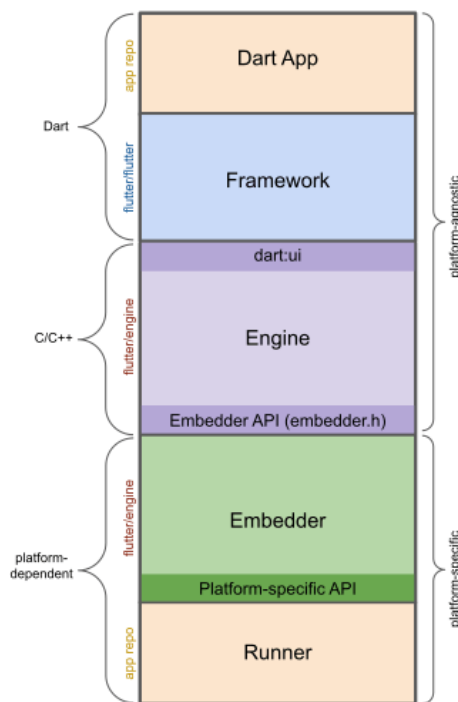 app repo
Dart App
Dart
flutter/flutter
Framework
platform-agnostic
dart:ui
C/C++
flutter/engine
Engine
Embedder API (embedder.h)
flutter/engine
Embedder
platform-
dependent
platform-specific
Platform-specific API
app repo
Runner